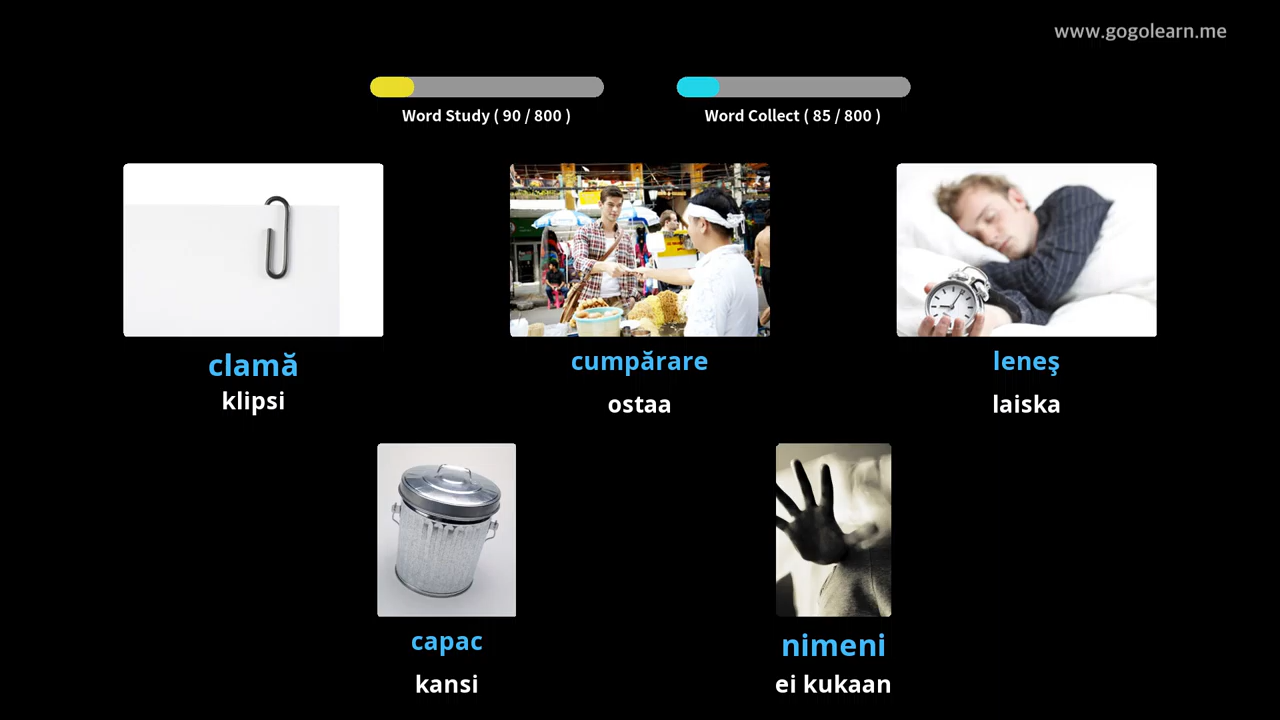 www.gogolearn.me
Word Study ( 90 / 800 )
Word Collect ( 85 / 800 )
clamă
klipsi
cumpărare
ostaa
leneş
laiska
capac
kansi
nimeni
ei kukaan